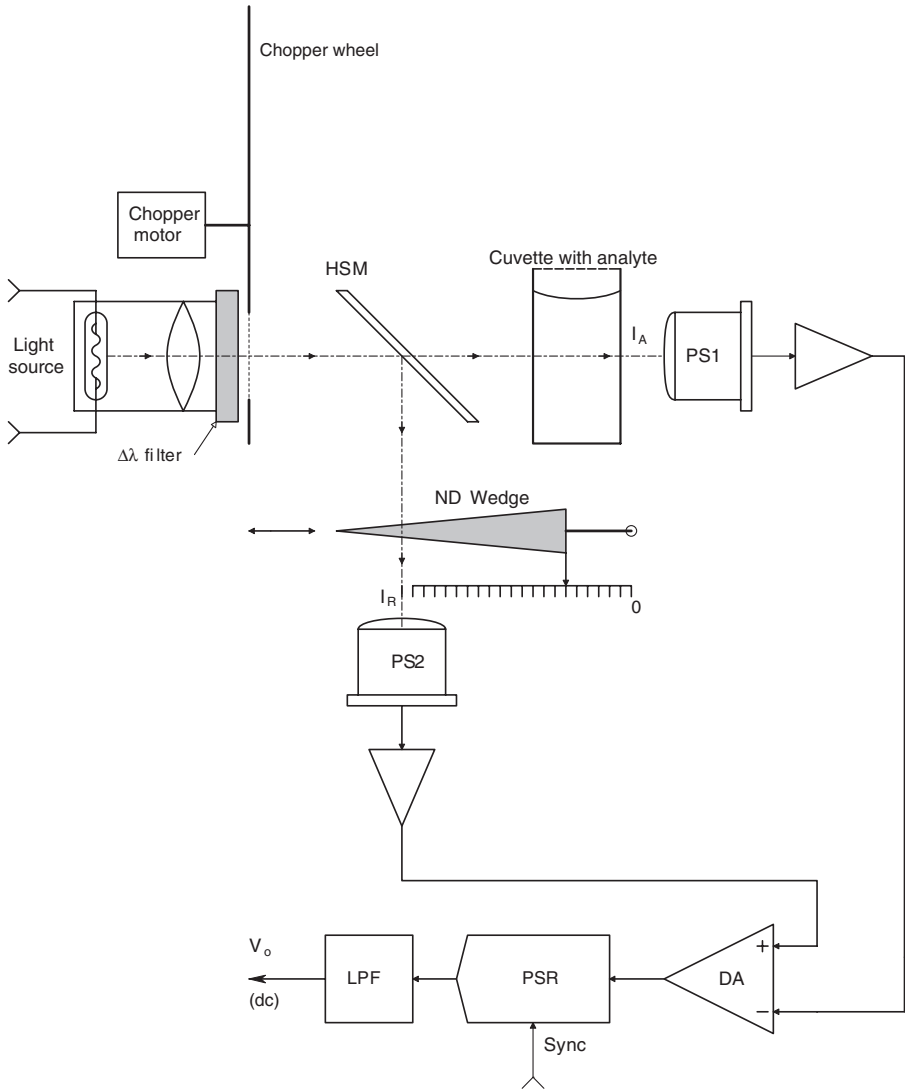 Chopper wheel
Chopper
motor
HSM
Cuvette with analyte
Light
source
I_A
PS1
Δλ filter
ND Wedge
I_R
0
PS2
V_o
(dc)
LPF
PSR
DA
+
−
Sync